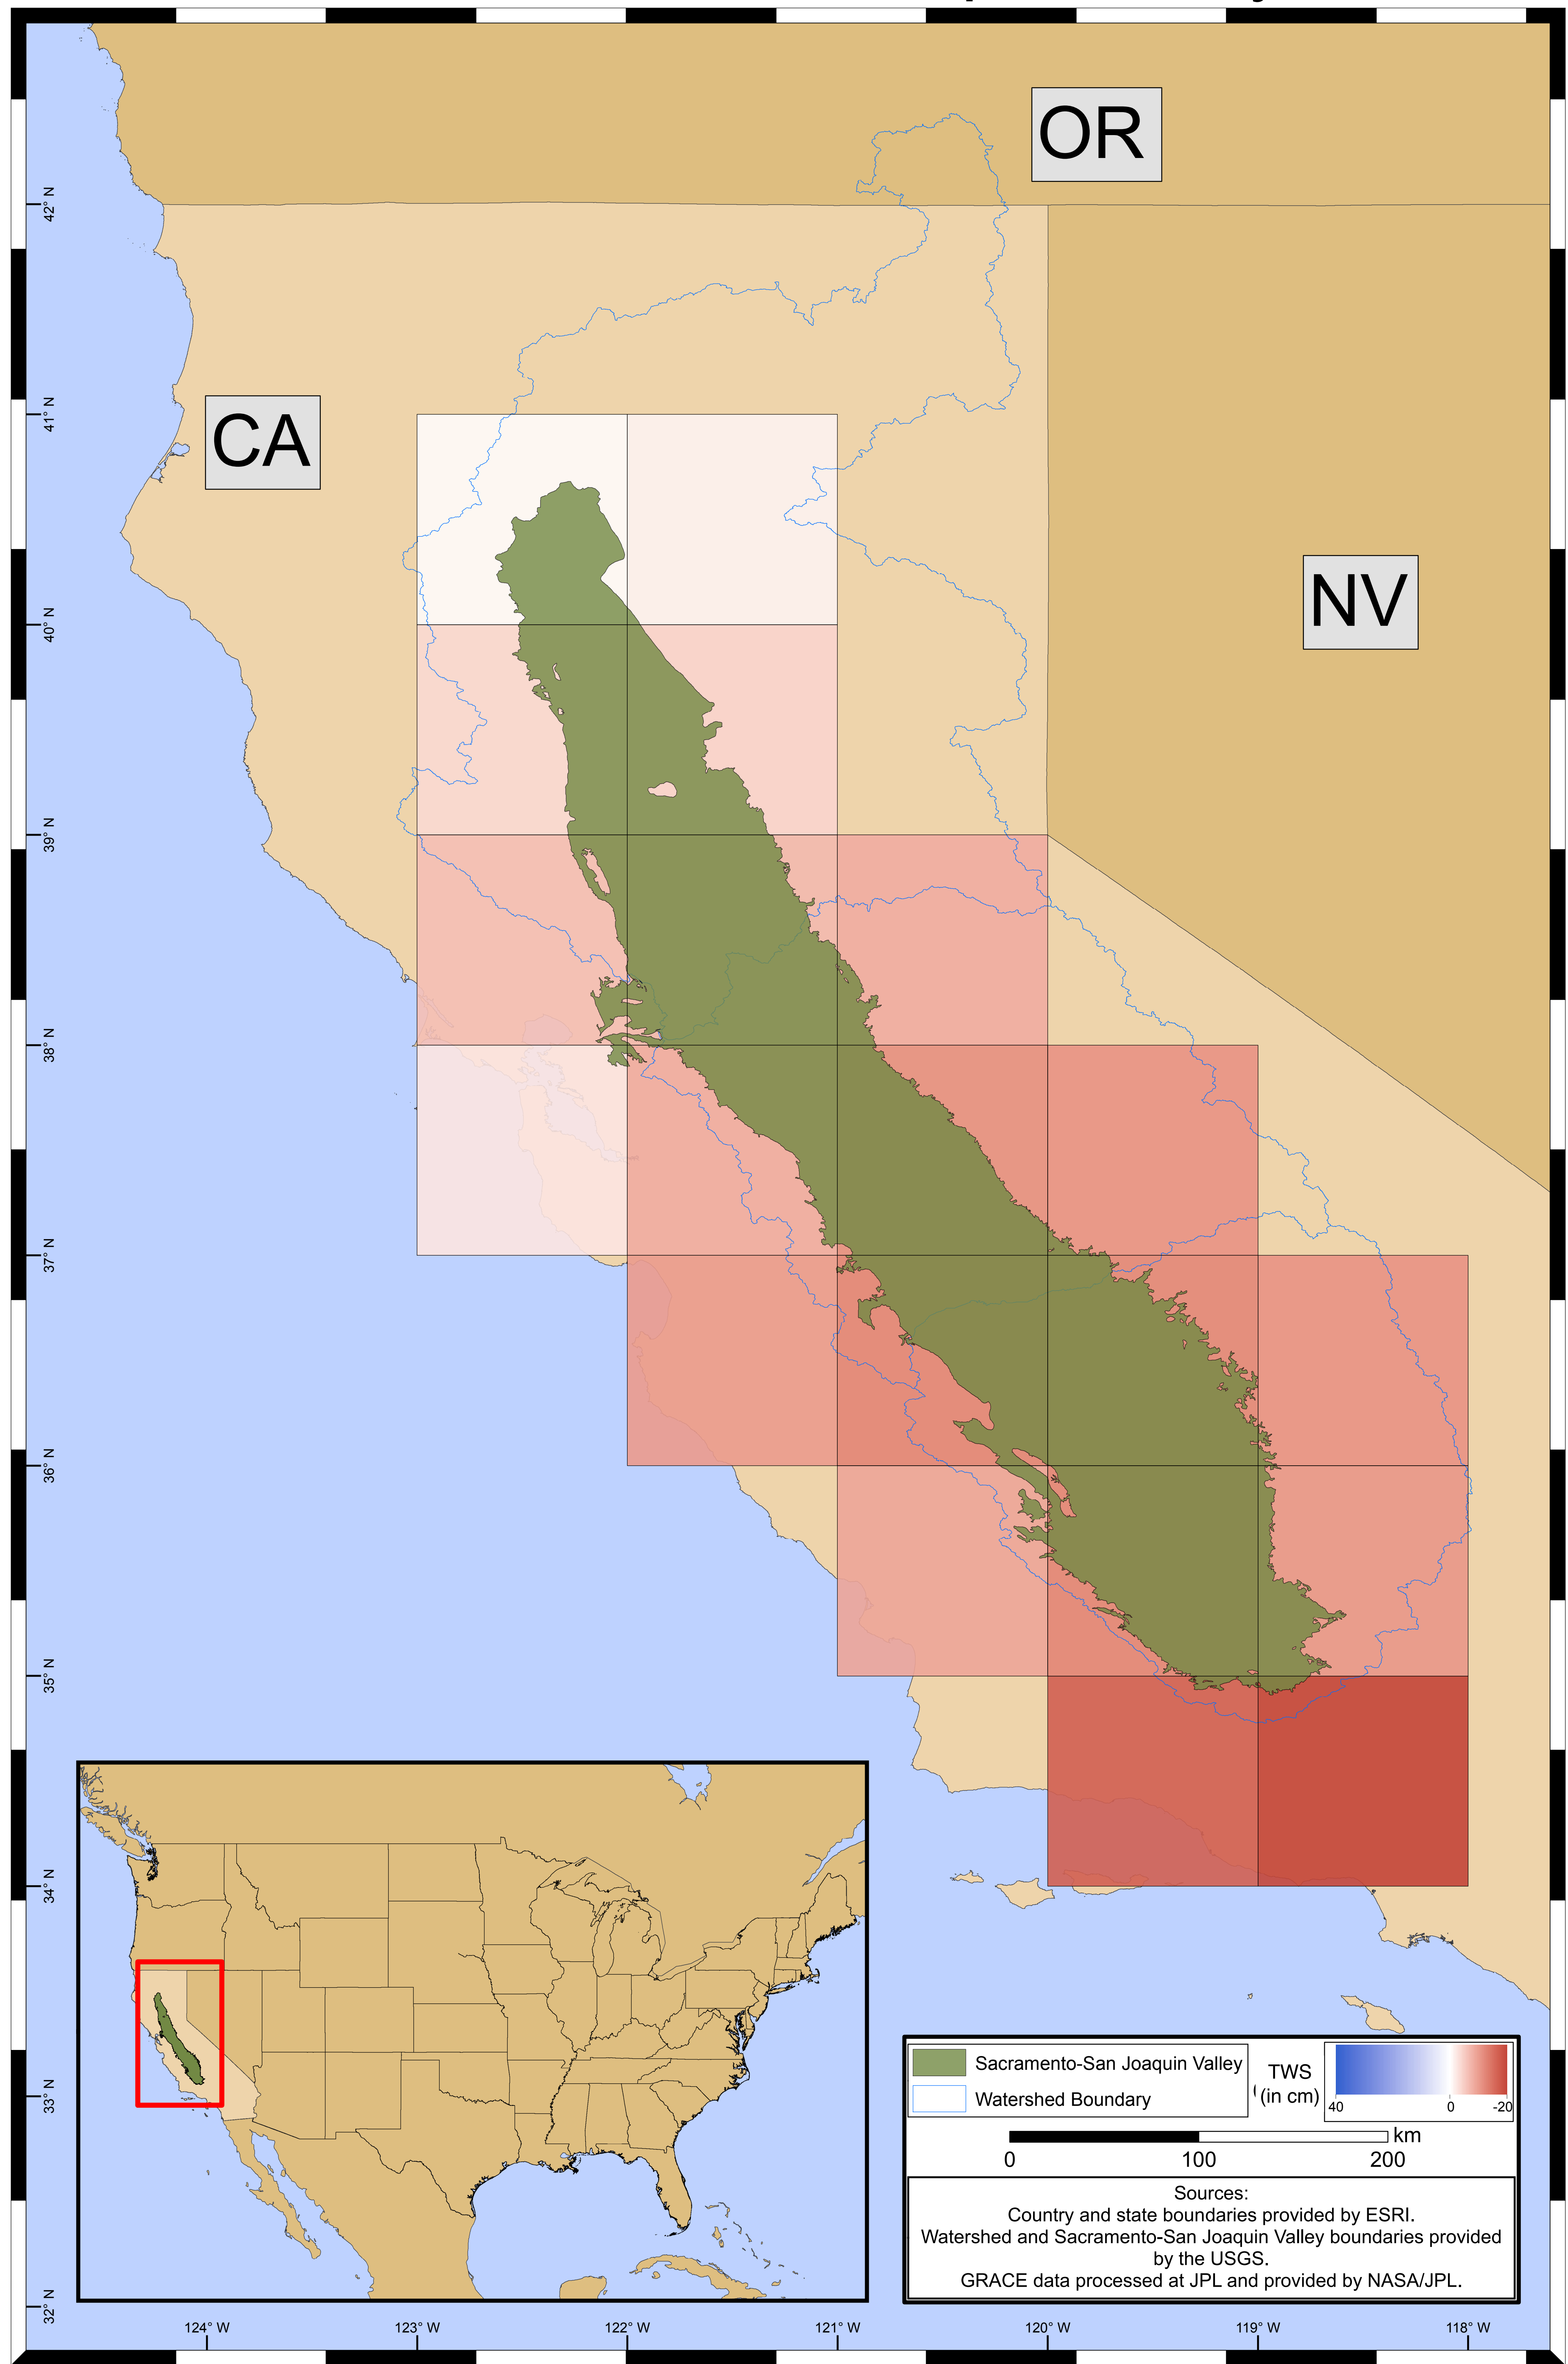 OR
42° N
41° N
CA
NV
40° N
39° N
38° N
37° N
36° N
35° N
34° N
33° N
32° N
Sacramento-San Joaquin Valley
Watershed Boundary
TWS
(in cm)
40 0 -20
km
0 100 200
Sources:
Country and state boundaries provided by ESRI.
Watershed and Sacramento-San Joaquin Valley boundaries provided
by the USGS.
GRACE data processed at JPL and provided by NASA/JPL.
124° W 123° W 122° W 121° W 120° W 119° W 118° W